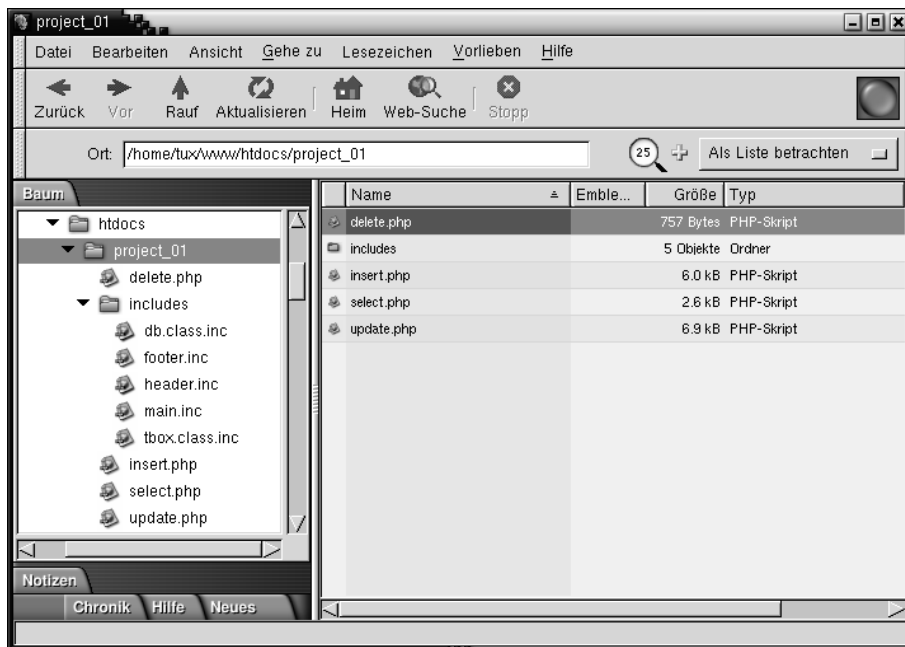 project_01
Datei Bearbeiten Ansicht Gehe zu Lesezeichen Vorlieben Hilfe
Zurück Vor Rauf Aktualisieren Heim Web-Suche Stopp
Ort: /home/tux/www/htdocs/project_01 25 Als Liste betrachten
Baum
htdocs
project_01
delete.php
includes
db.class.inc
footer.inc
header.inc
main.inc
tbox.class.inc
insert.php
select.php
update.php
Notizen
Chronik Hilfe Neues
Name Emble... Größe Typ
delete.php 757 Bytes PHP-Skript
includes 5 Objekte Ordner
insert.php 6.0 kB PHP-Skript
select.php 2.6 kB PHP-Skript
update.php 6.9 kB PHP-Skript